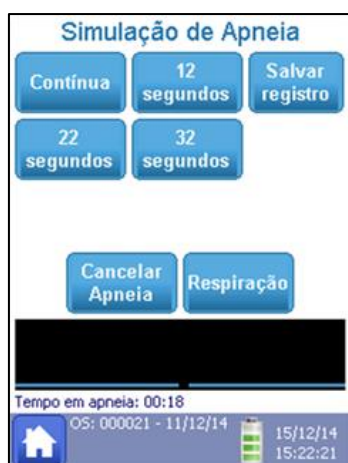 Simulação de Apneia
Contínua
12
segundos
Salvar
registro
22
segundos
32
segundos
Cancelar
Apneia
Respiração
Tempo em apneia: 00:18
OS: 000021 - 11/12/14
15/12/14
15:22:21